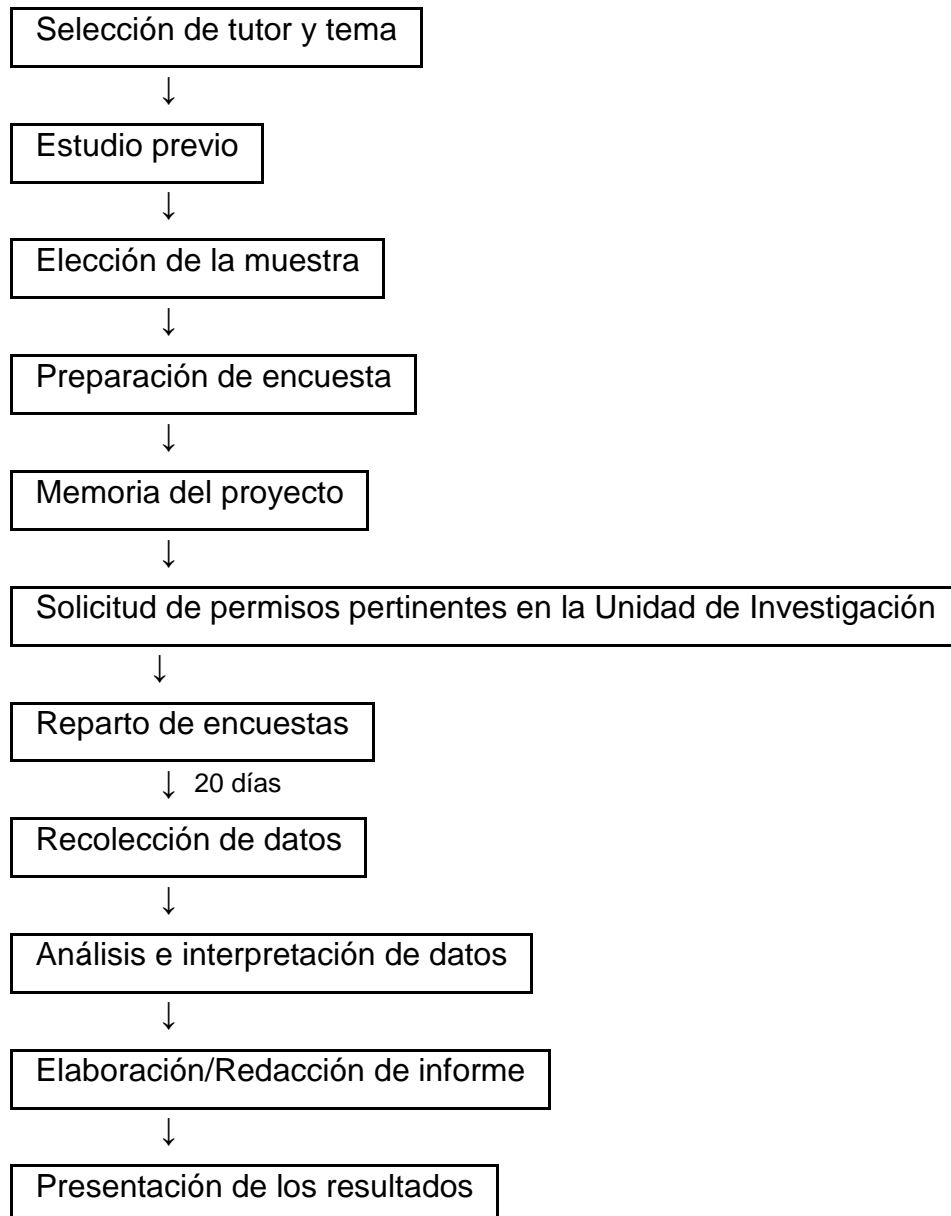 Selección de tutor y tema
↓
Estudio previo
↓
Elección de la muestra
↓
Preparación de encuesta
↓
Memoria del proyecto
↓
Solicitud de permisos pertinentes en la Unidad de Investigación
↓
Reparto de encuestas
↓ 20 días
Recolección de datos
↓
Análisis e interpretación de datos
↓
Elaboración/Redacción de informe
↓
Presentación de los resultados